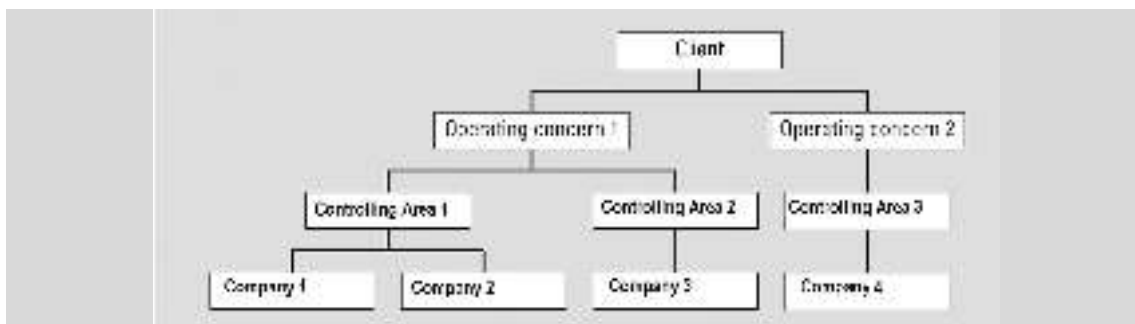 Client
Operating concern 1
Operating concern 2
Controlling Area 1
Controlling Area 2
Controlling Area 3
Company 1
Company 2
Company 3
Company 4